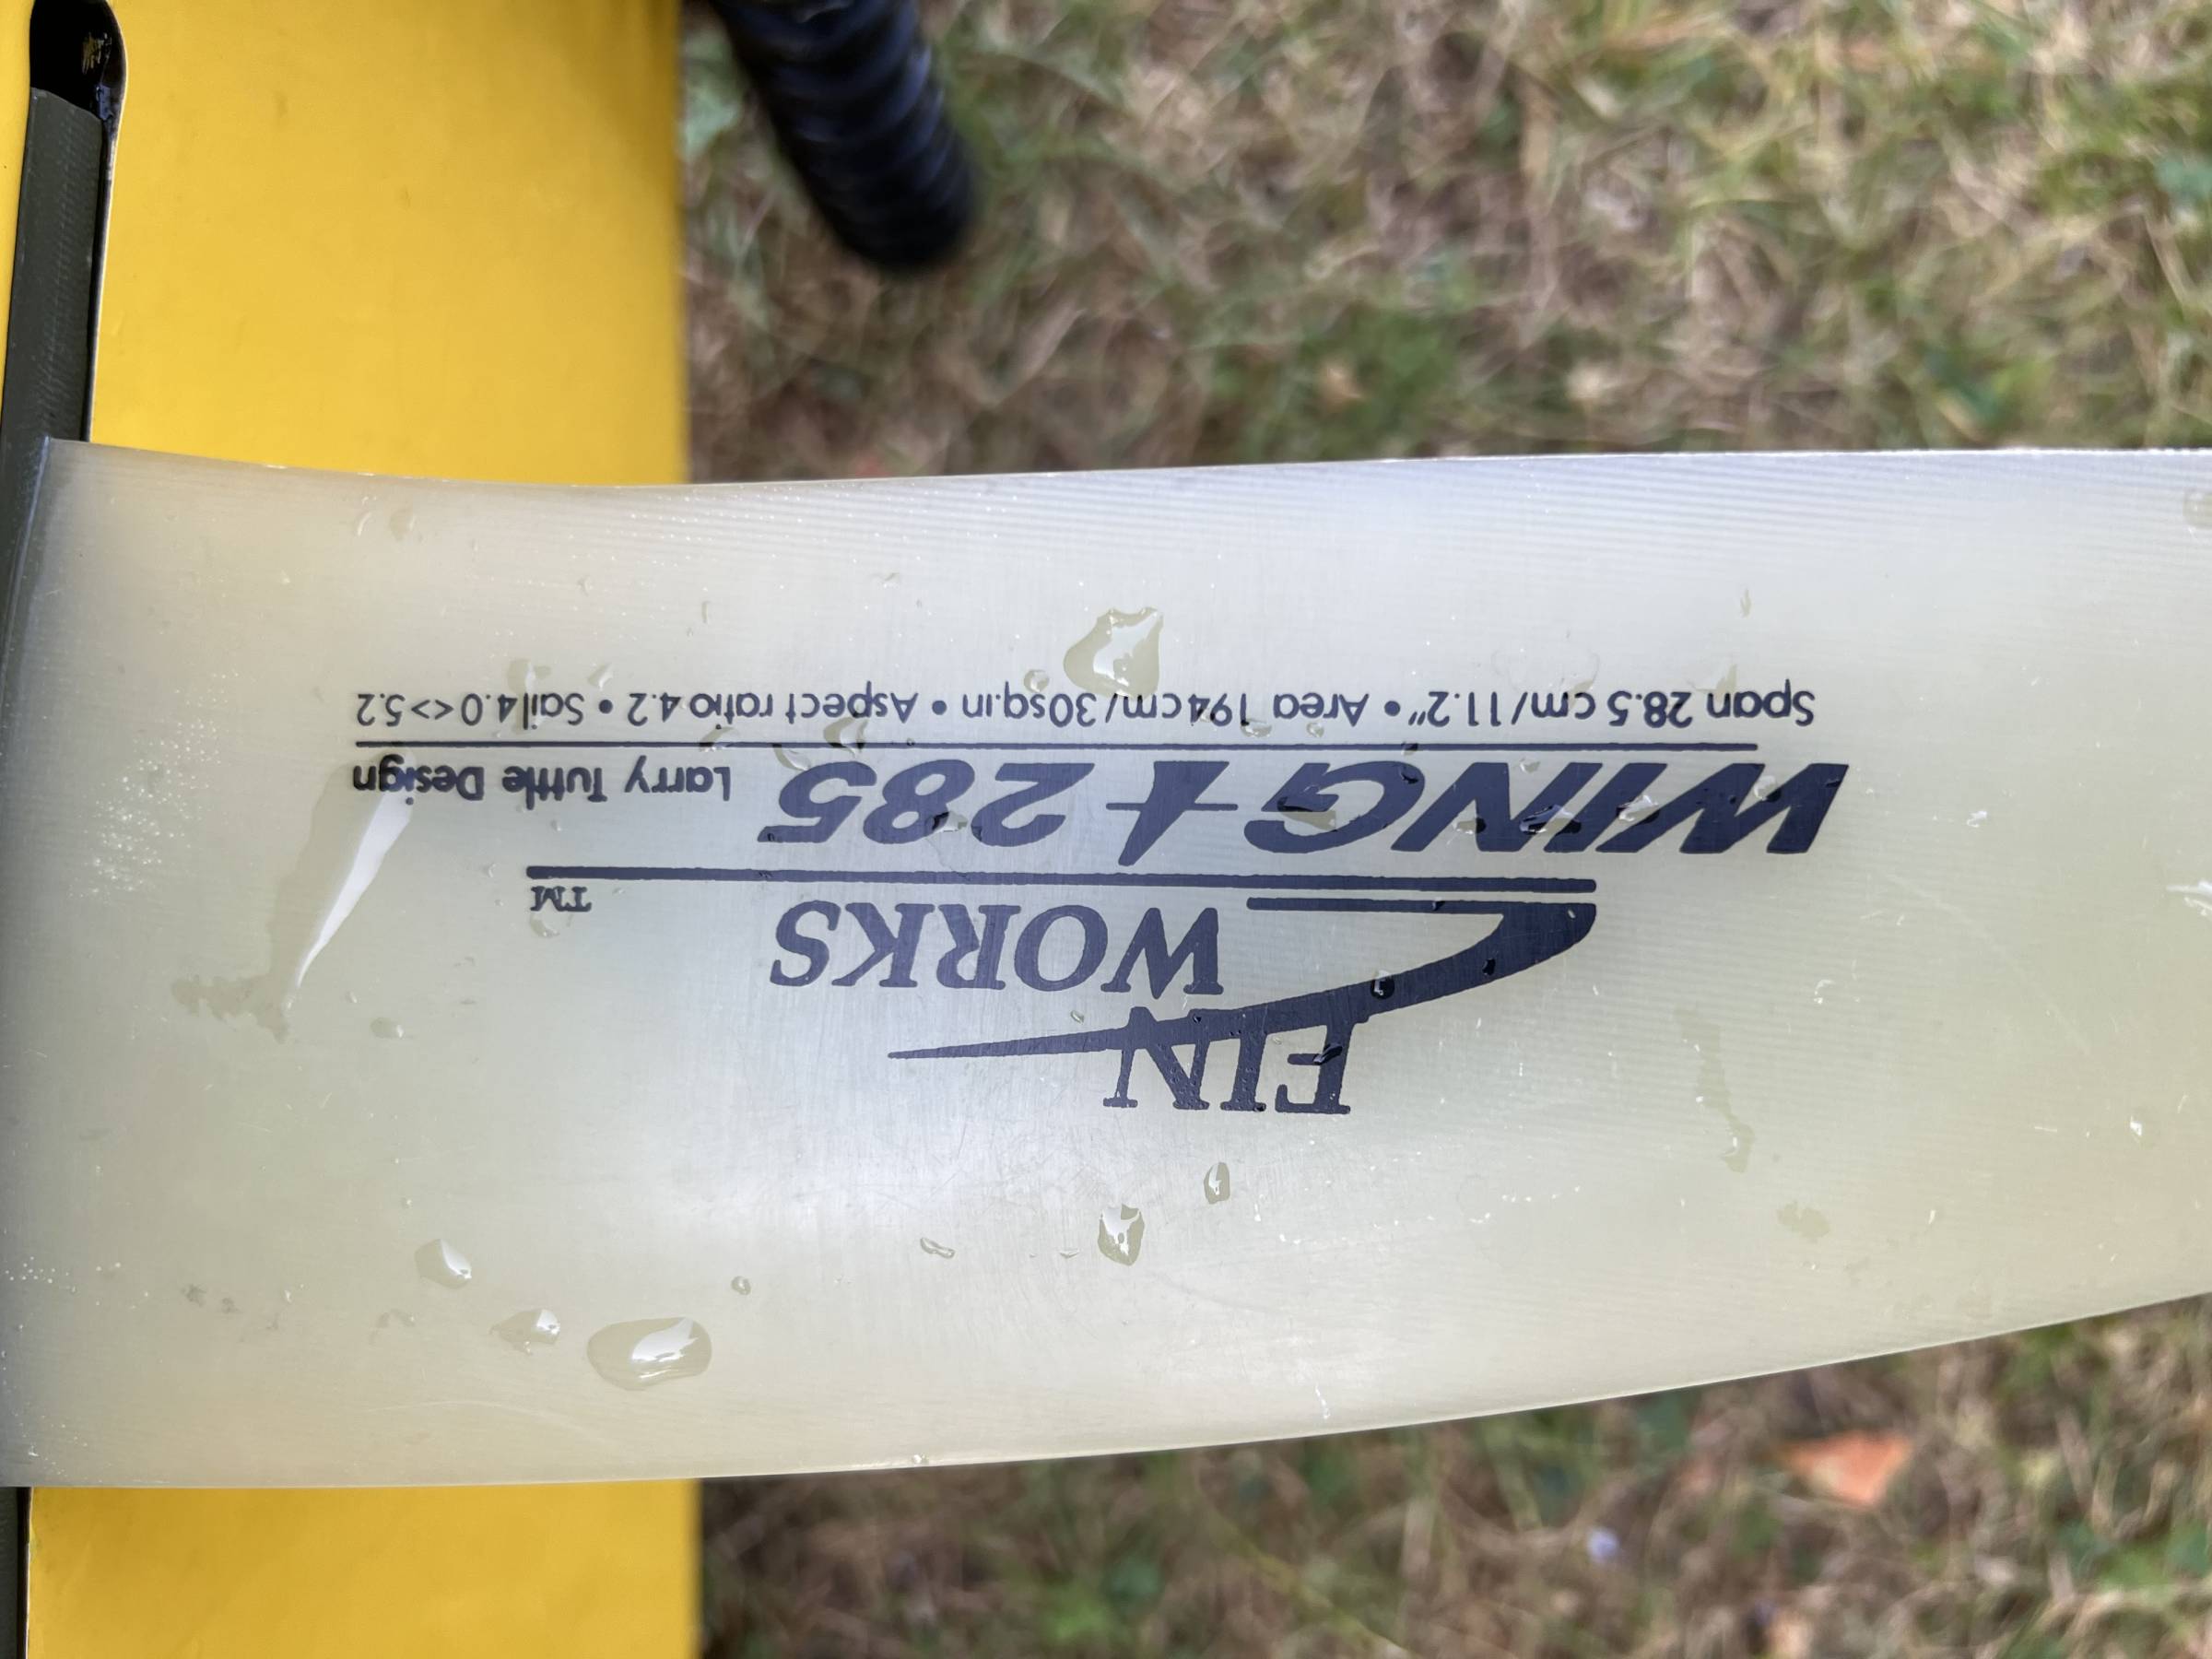 FIN
WORKS
TM
WING 285
Larry Tuttle Design
Span 28.5 cm/11.2" • Area 194cm/30sq.in • Aspect ratio 4.2 • Sail 4.0<>5.2